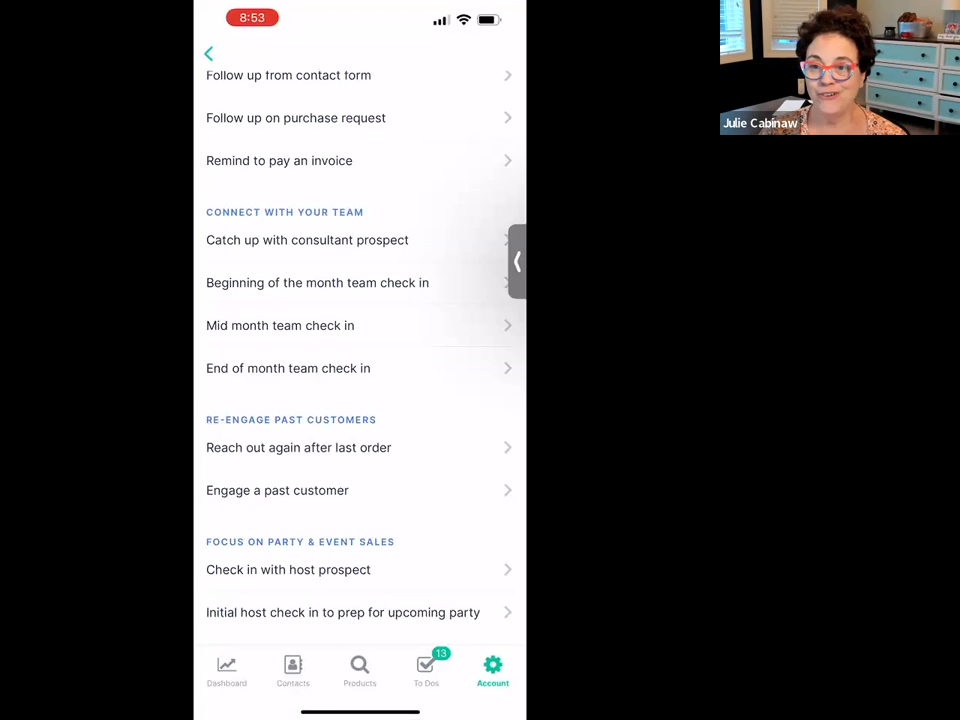 8:53
Follow up from contact form
Follow up on purchase request
Remind to pay an invoice
CONNECT WITH YOUR TEAM
Catch up with consultant prospect
Beginning of the month team check in
Mid month team check in
End of month team check in
RE-ENGAGE PAST CUSTOMERS
Reach out again after last order
Engage a past customer
FOCUS ON PARTY & EVENT SALES
Check in with host prospect
Initial host check in to prep for upcoming party
13
Dashboard Contacts Products To Dos Account
Julie Cabinaw